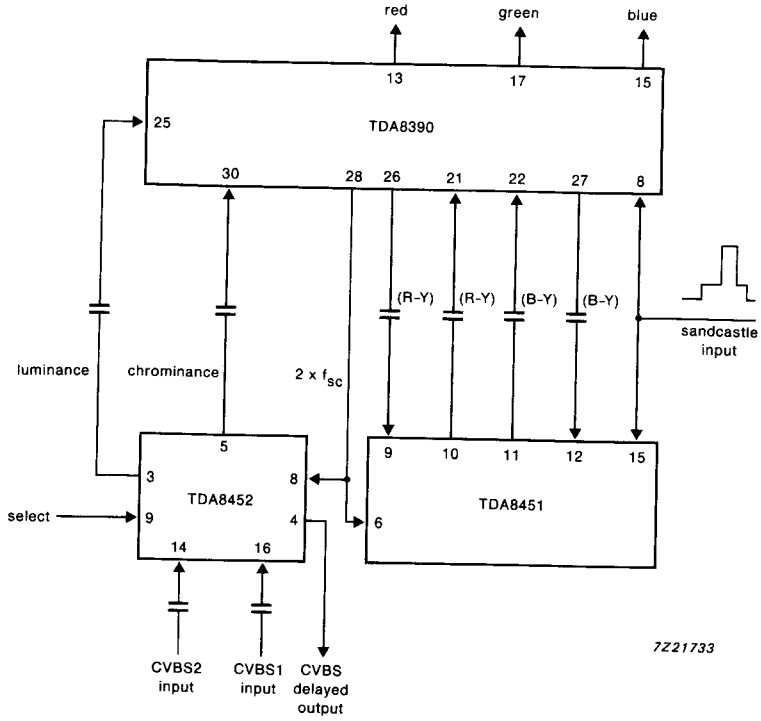 red green blue
13 17 15
25 TDA8390
30 28 26 21 22 27 8
(R-Y) (R-Y) (B-Y) (B-Y)
sandcastle
input
luminance chrominance 2 x fsc
5 9 10 11 12 15
3 8
TDA8452 TDA8451
select 9 4 6
14 16
CVBS2
input
CVBS1
input
CVBS
delayed
output
7Z21733